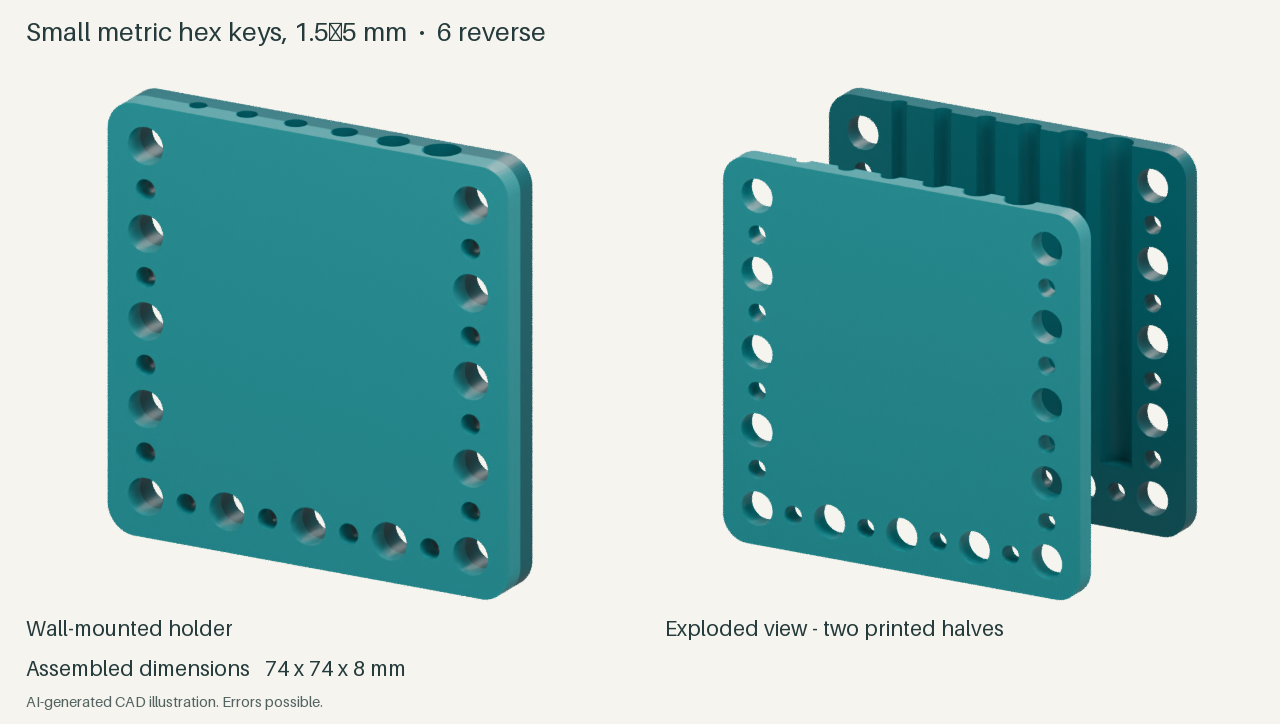 Small metric hex keys, 1.5☒5 mm · 6 reverse
Wall-mounted holder
Exploded view - two printed halves
Assembled dimensions 74 x 74 x 8 mm
AI-generated CAD illustration. Errors possible.